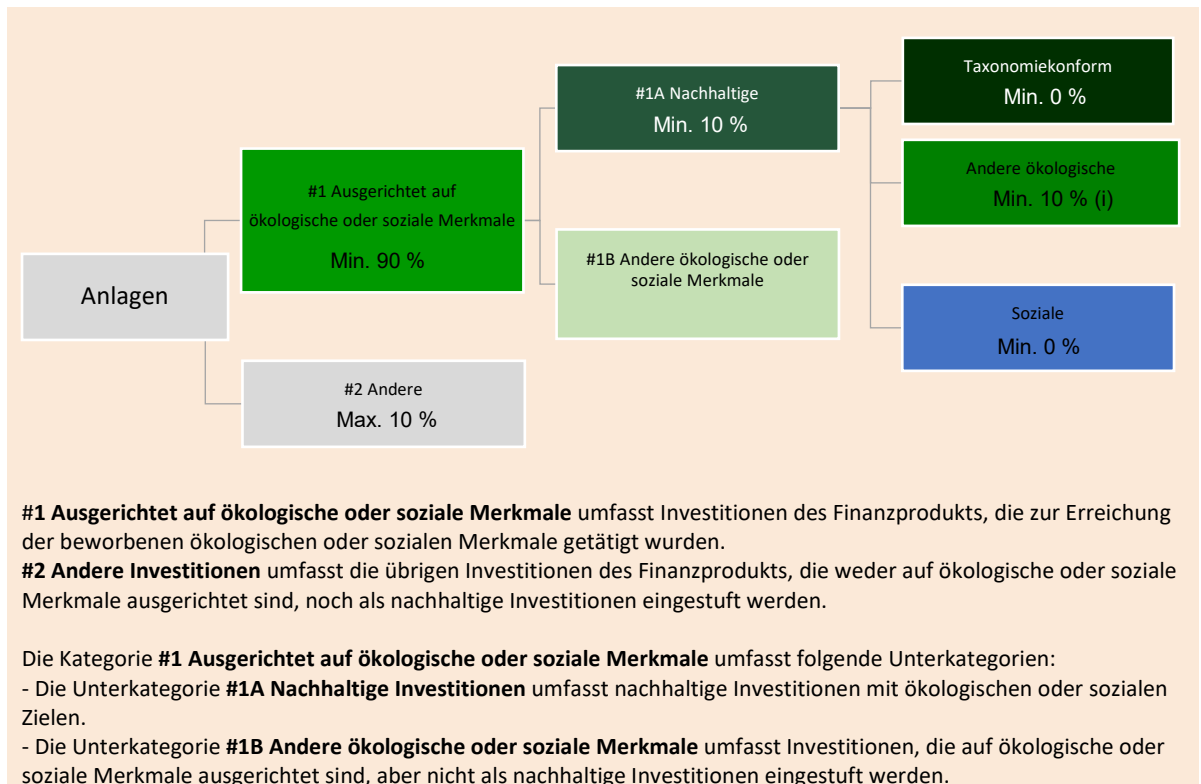 Anlagen
#1 Ausgerichtet auf
ökologische oder soziale Merkmale
Min. 90 %
#2 Andere
Max. 10 %
#1A Nachhaltige
Min. 10 %
#1B Andere ökologische oder
soziale Merkmale
Taxonomiekonform
Min. 0 %
Andere ökologische
Min. 10 % (i)
Soziale
Min. 0 %
#1 Ausgerichtet auf ökologische oder soziale Merkmale umfasst Investitionen des Finanzprodukts, die zur Erreichung
der beworbenen ökologischen oder sozialen Merkmale getätigt wurden.
#2 Andere Investitionen umfasst die übrigen Investitionen des Finanzprodukts, die weder auf ökologische oder soziale
Merkmale ausgerichtet sind, noch als nachhaltige Investitionen eingestuft werden.
Die Kategorie #1 Ausgerichtet auf ökologische oder soziale Merkmale umfasst folgende Unterkategorien:
- Die Unterkategorie #1A Nachhaltige Investitionen umfasst nachhaltige Investitionen mit ökologischen oder sozialen
Zielen.
- Die Unterkategorie #1B Andere ökologische oder soziale Merkmale umfasst Investitionen, die auf ökologische oder
soziale Merkmale ausgerichtet sind, aber nicht als nachhaltige Investitionen eingestuft werden.